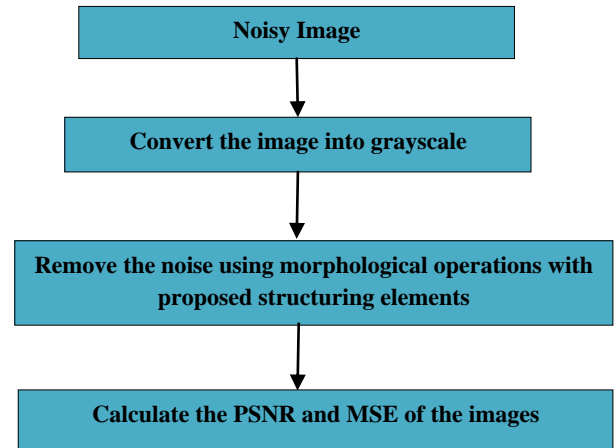 Noisy Image
Convert the image into grayscale
Remove the noise using morphological operations with
proposed structuring elements
Calculate the PSNR and MSE of the images